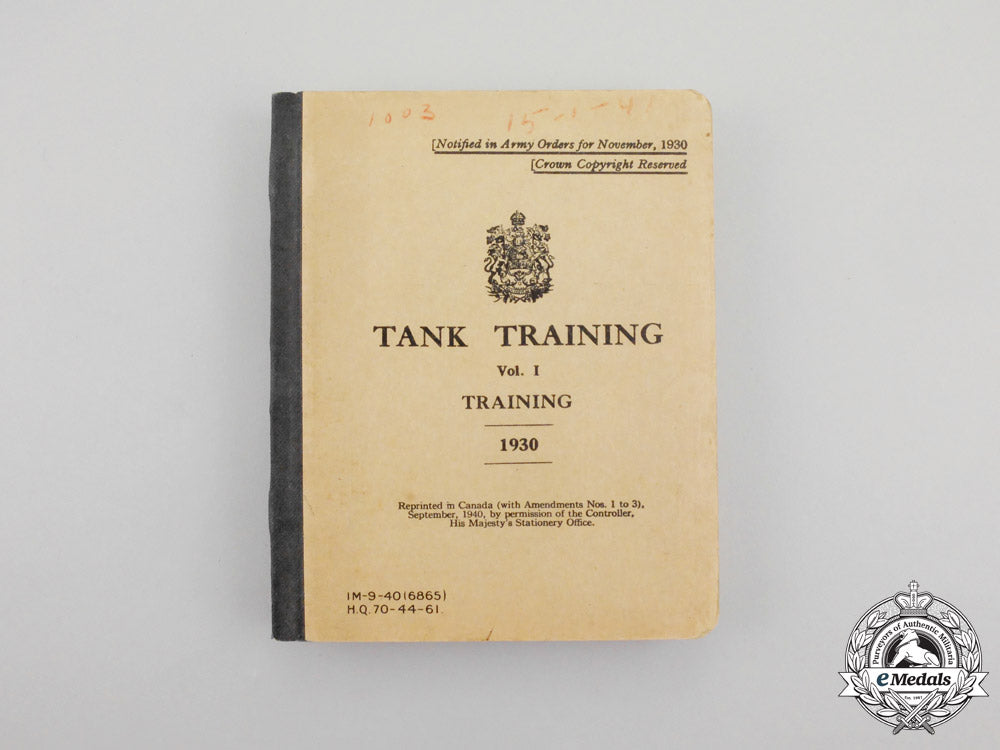 1003 15-1-41
[Notified in Army Orders for November, 1930
[Crown Copyright Reserved
TANK TRAINING
Vol. I
TRAINING
1930
Reprinted in Canada (with Amendments Nos. 1 to 3),
September, 1940, by permission of the Controller,
His Majesty's Stationery Office.
1M-9-40(6865)
H.Q. 70-44-61.
Purveyors of Authentic Militaria
eMedals
Est. 1987